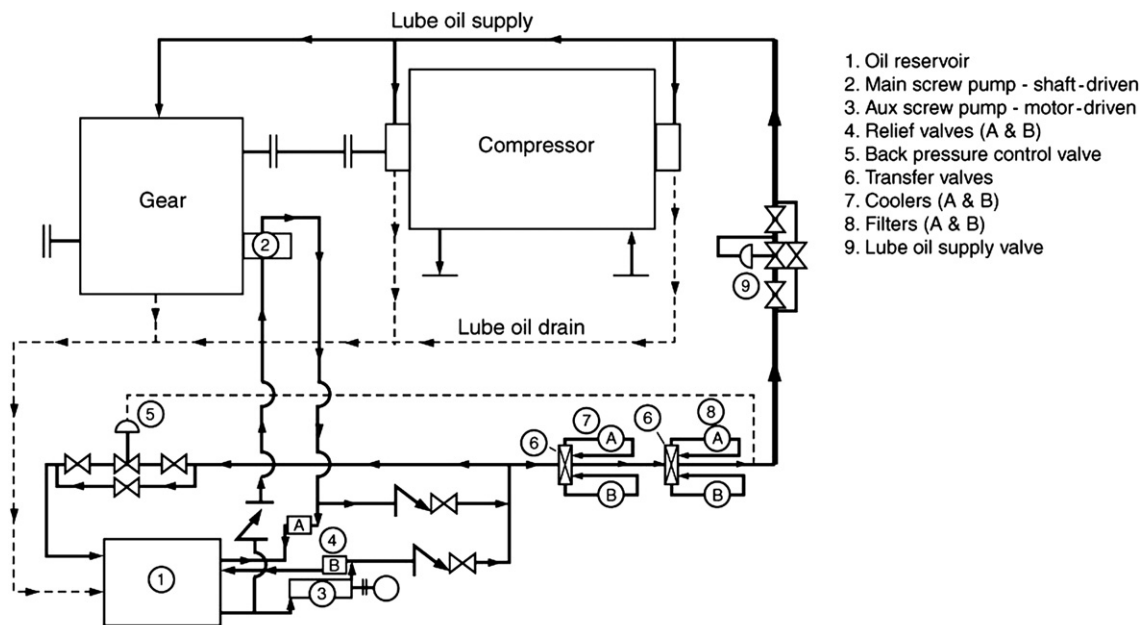 Lube oil supply
1. Oil reservoir
2. Main screw pump - shaft-driven
3. Aux screw pump - motor-driven
4. Relief valves (A & B)
5. Back pressure control valve
6. Transfer valves
7. Coolers (A & B)
8. Filters (A & B)
9. Lube oil supply valve
Compressor
Gear
2
9
Lube oil drain
5
7
6
8
6
A
A
B
B
A
4
B
1
3